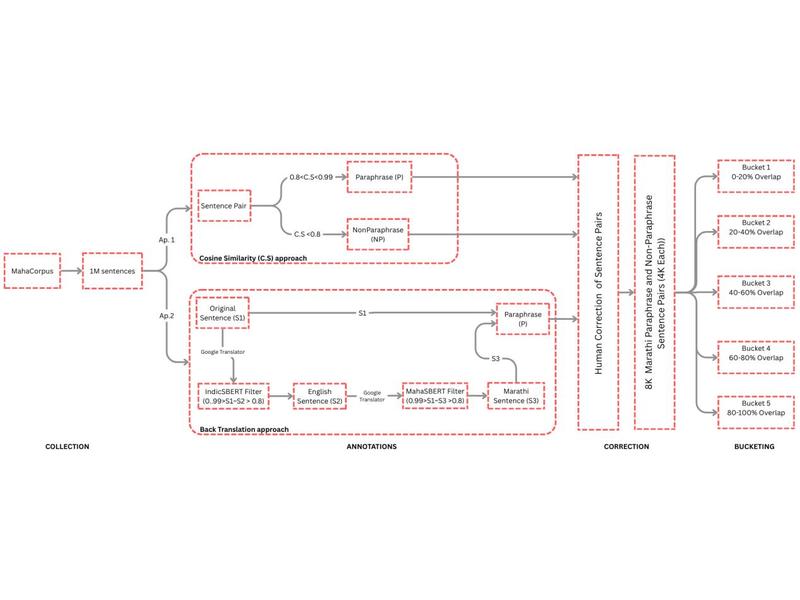 MahaCorpus
1M sentences
Ap. 1
Ap.2
Sentence Pair
0.8<C.S<0.99
Paraphrase (P)
C.S <0.8
NonParaphrase
(NP)
Cosine Similarity (C.S) approach
Original
Sentence (S1)
S1
Paraphrase
(P)
Google Translator
S3
IndicSBERT Filter
(0..99>S1~S2 > 0.8)
English
Sentence (S2)
Google
Translator
MahaSBERT Filter
(0.99>S1~S3 >0.8)
Marathi
Sentence (S3)
Back Translation approach
Human Correction of Sentence Pairs
8K Marathi Paraphrase and Non-Paraphrase
Sentence Pairs (4K Each))
Bucket 1
0-20% Overlap
Bucket 2
20-40% Overlap
Bucket 3
40-60% Overlap
Bucket 4
60-80% Overlap
Bucket 5
80-100% Overlap
COLLECTION
ANNOTATIONS
CORRECTION
BUCKETING